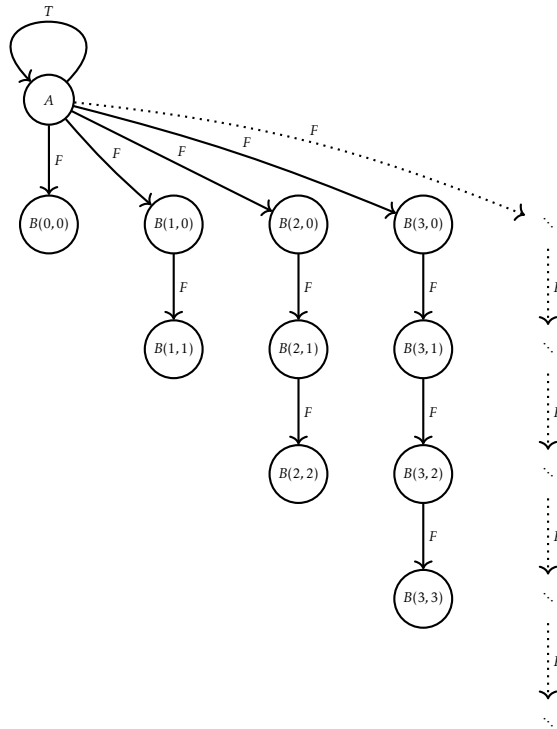 T
A
F
F
F
F
F
B(0,0)
B(1,0)
B(2,0)
B(3,0)
⋱
F
F
F
B(1,1)
B(2,1)
B(3,1)
⋱
F
F
B(2,2)
B(3,2)
⋱
F
B(3,3)
⋱
⋱